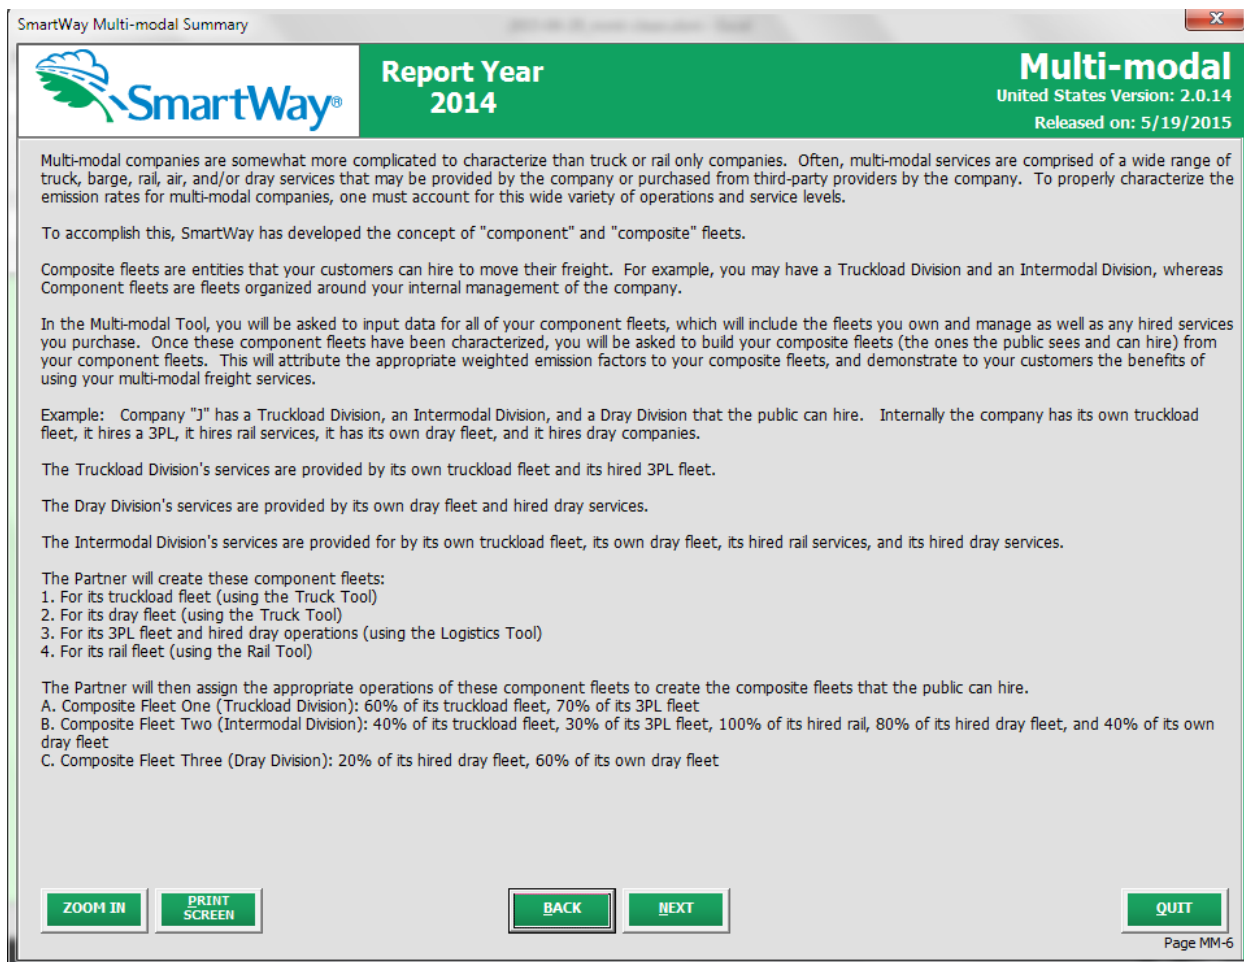 SmartWay Multi-modal Summary
SmartWay®
Report Year
2014
Multi-modal
United States Version: 2.0.14
Released on: 5/19/2015
Multi-modal companies are somewhat more complicated to characterize than truck or rail only companies.  Often, multi-modal services are comprised of a wide range of
truck, barge, rail, air, and/or dray services that may be provided by the company or purchased from third-party providers by the company.  To properly characterize the
emission rates for multi-modal companies, one must account for this wide variety of operations and service levels.
To accomplish this, SmartWay has developed the concept of "component" and "composite" fleets.
Composite fleets are entities that your customers can hire to move their freight.  For example, you may have a Truckload Division and an Intermodal Division, whereas
Component fleets are fleets organized around your internal management of the company.
In the Multi-modal Tool, you will be asked to input data for all of your component fleets, which will include the fleets you own and manage as well as any hired services
you purchase.  Once these component fleets have been characterized, you will be asked to build your composite fleets (the ones the public sees and can hire) from
your component fleets.  This will attribute the appropriate weighted emission factors to your composite fleets, and demonstrate to your customers the benefits of
using your multi-modal freight services.
Example:   Company "J" has a Truckload Division, an Intermodal Division, and a Dray Division that the public can hire.   Internally the company has its own truckload
fleet, it hires a 3PL, it hires rail services, it has its own dray fleet, and it hires dray companies.
The Truckload Division's services are provided by its own truckload fleet and its hired 3PL fleet.
The Dray Division's services are provided by its own dray fleet and hired dray services.
The Intermodal Division's services are provided for by its own truckload fleet, its own dray fleet, its hired rail services, and its hired dray services.
The Partner will create these component fleets:
1. For its truckload fleet (using the Truck Tool)
2. For its dray fleet (using the Truck Tool)
3. For its 3PL fleet and hired dray operations (using the Logistics Tool)
4. For its rail fleet (using the Rail Tool)
The Partner will then assign the appropriate operations of these component fleets to create the composite fleets that the public can hire.
A. Composite Fleet One (Truckload Division): 60% of its truckload fleet, 70% of its 3PL fleet
B. Composite Fleet Two (Intermodal Division): 40% of its truckload fleet, 30% of its 3PL fleet, 100% of its hired rail, 80% of its hired dray fleet, and 40% of its own
dray fleet
C. Composite Fleet Three (Dray Division): 20% of its hired dray fleet, 60% of its own dray fleet
ZOOM IN
PRINT
SCREEN
BACK
NEXT
QUIT
Page MM-6